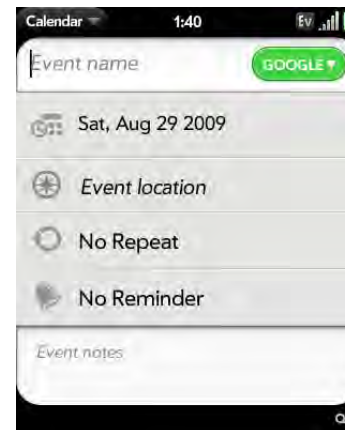 Calendar 1:40 Ev
Event name GOOGLE
Sat, Aug 29 2009
Event location
No Repeat
No Reminder
Event notes